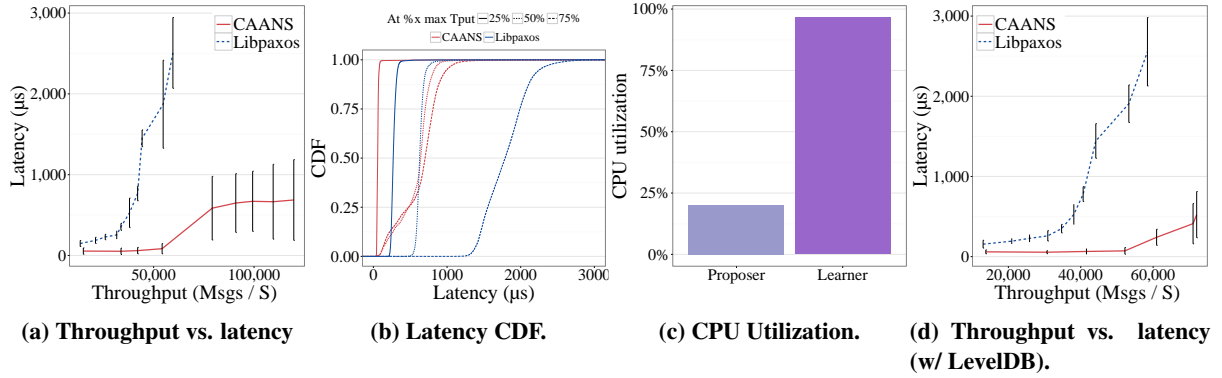 3,000
2,000
1,000
0
Latency (μs)
50,000
100,000
Throughput (Msgs / S)
CAANS
Libpaxos
(a) Throughput vs. latency
At %x max Tput 25% 50% 75%
CAANS Libpaxos
1.00
0.75
0.50
0.25
0.00
CDF
0
1000
2000
3000
Latency (μs)
(b) Latency CDF.
100%
75%
50%
25%
0%
CPU utilization
Proposer
Learner
(c) CPU Utilization.
3,000
2,000
1,000
0
Latency (μs)
20,000
40,000
60,000
Throughput (Msgs / S)
CAANS
Libpaxos
(d) Throughput vs. latency
(w/ LevelDB).